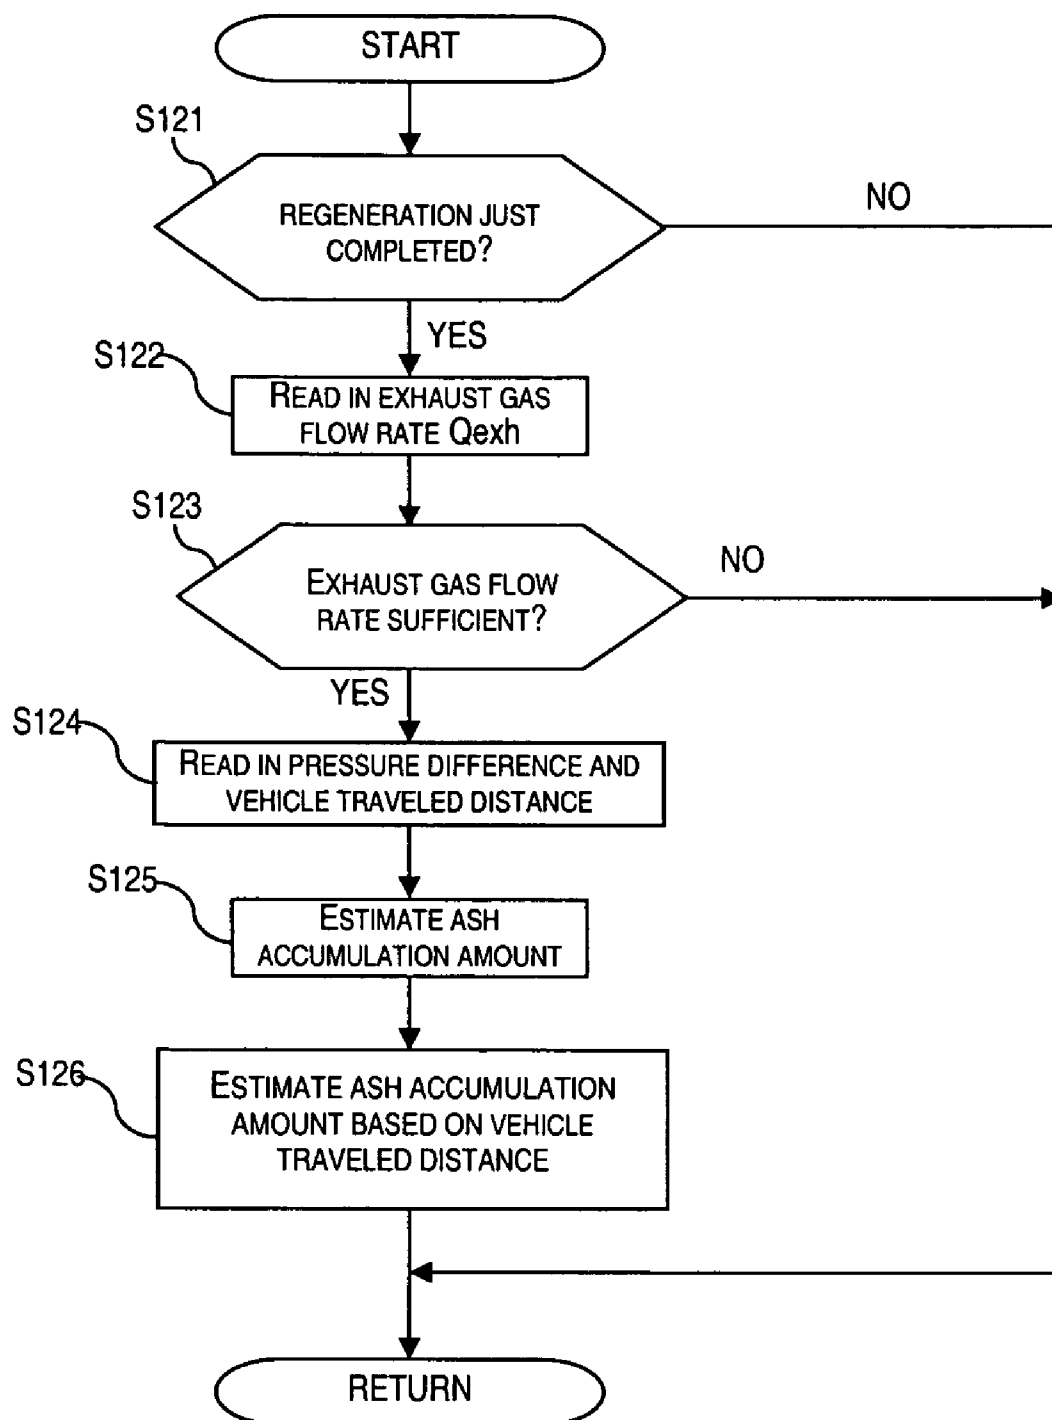 START
S121
REGENERATION JUST
COMPLETED?
NO
YES
S122
READ IN EXHAUST GAS
FLOW RATE Qexh
S123
EXHAUST GAS FLOW
RATE SUFFICIENT?
NO
YES
S124
READ IN PRESSURE DIFFERENCE AND
VEHICLE TRAVELED DISTANCE
S125
ESTIMATE ASH
ACCUMULATION AMOUNT
S126
ESTIMATE ASH ACCUMULATION
AMOUNT BASED ON VEHICLE
TRAVELED DISTANCE
RETURN